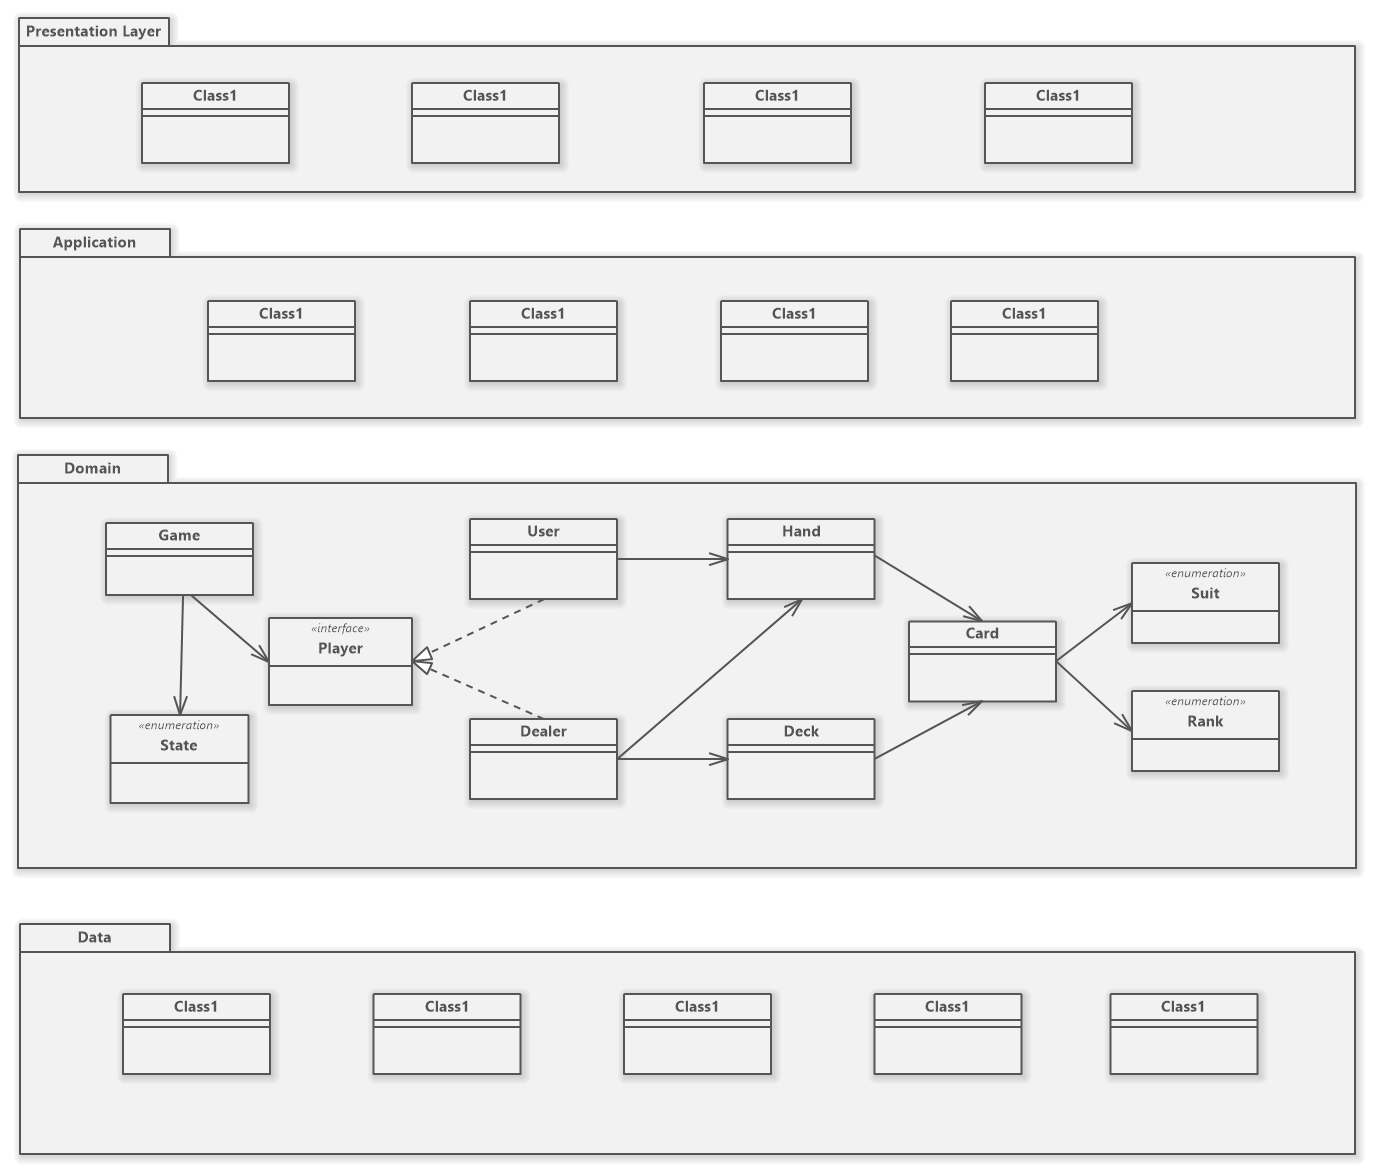 Presentation Layer
Class1
Class1
Class1
Class1
Application
Class1
Class1
Class1
Class1
Domain
Game
User
Hand
«enumeration»
Suit
«interface»
Player
Card
«enumeration»
State
Dealer
Deck
«enumeration»
Rank
Data
Class1
Class1
Class1
Class1
Class1